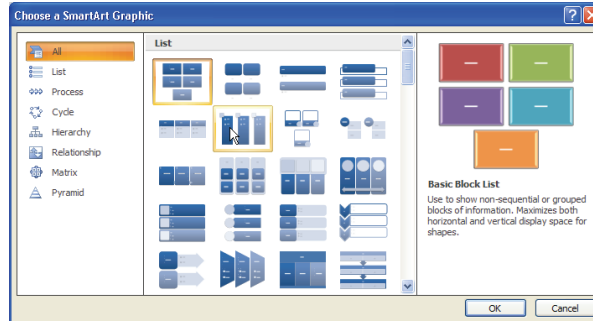 Choose a SmartArt Graphic
All
List
Process
Cycle
Hierarchy
Relationship
Matrix
Pyramid
List
Basic Block List
Use to show non-sequential or grouped
blocks of information. Maximizes both
horizontal and vertical display space for
shapes.
OK
Cancel